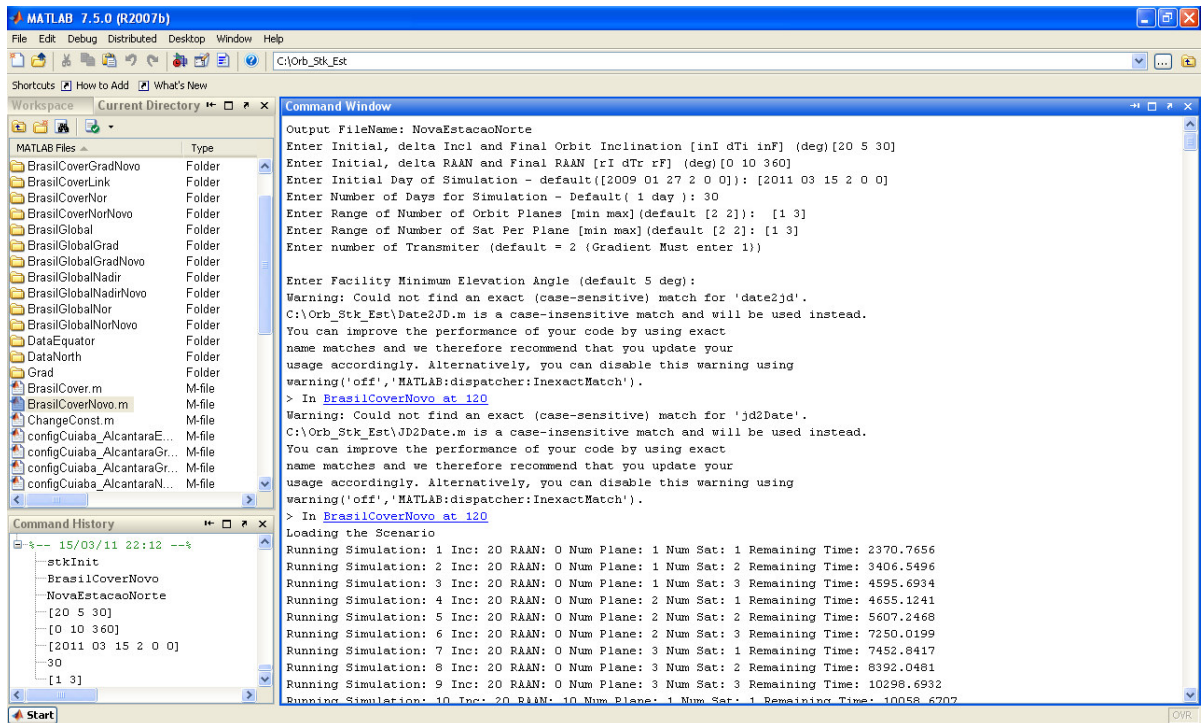 MATLAB 7.5.0 (R2007b)
File Edit Debug Distributed Desktop Window Help
C:\Orb_Stk_Est
Shortcuts How to Add What's New
Workspace Current Directory
MATLAB Files Type
BrasilCoverGradNovo Folder
BrasilCoverLink Folder
BrasilCoverNor Folder
BrasilCoverNorNovo Folder
BrasilGlobal Folder
BrasilGlobalGrad Folder
BrasilGlobalGradNovo Folder
BrasilGlobalNadir Folder
BrasilGlobalNadirNovo Folder
BrasilGlobalNor Folder
BrasilGlobalNorNovo Folder
DataEquator Folder
DataNorth Folder
Grad Folder
BrasilCover.m M-file
BrasilCoverNovo.m M-file
ChangeConst.m M-file
configCuiaba_AlcantaraE... M-file
configCuiaba_AlcantaraGr... M-file
configCuiaba_AlcantaraGr... M-file
configCuiaba_AlcantaraN... M-file
Command History
%-- 15/03/11 22:12 --%
stkInit
BrasilCoverNovo
NovaEstacaoNorte
[20 5 30]
[0 10 360]
[2011 03 15 2 0 0]
30
[1 3]
Command Window
Output FileName: NovaEstacaoNorte
Enter Initial, delta Incl and Final Orbit Inclination [inI dTi inF] (deg)[20 5 30]
Enter Initial, delta RAAN and Final RAAN [rI dTr rF] (deg)[0 10 360]
Enter Initial Day of Simulation - default([2009 01 27 2 0 0]): [2011 03 15 2 0 0]
Enter Number of Days for Simulation - Default( 1 day ): 30
Enter Range of Number of Orbit Planes [min max](default [2 2]): [1 3]
Enter Range of Number of Sat Per Plane [min max](default [2 2]: [1 3]
Enter number of Transmiter (default = 2 {Gradient Must enter 1})
Enter Facility Minimum Elevation Angle (default 5 deg):
Warning: Could not find an exact (case-sensitive) match for 'date2jd'.
C:\Orb_Stk_Est\Date2JD.m is a case-insensitive match and will be used instead.
You can improve the performance of your code by using exact
name matches and we therefore recommend that you update your
usage accordingly. Alternatively, you can disable this warning using
warning('off','MATLAB:dispatcher:InexactMatch').
> In BrasilCoverNovo at 120
Warning: Could not find an exact (case-sensitive) match for 'jd2Date'.
C:\Orb_Stk_Est\JD2Date.m is a case-insensitive match and will be used instead.
You can improve the performance of your code by using exact
name matches and we therefore recommend that you update your
usage accordingly. Alternatively, you can disable this warning using
warning('off','MATLAB:dispatcher:InexactMatch').
> In BrasilCoverNovo at 120
Loading the Scenario
Running Simulation: 1 Inc: 20 RAAN: 0 Num Plane: 1 Num Sat: 1 Remaining Time: 2370.7656
Running Simulation: 2 Inc: 20 RAAN: 0 Num Plane: 1 Num Sat: 2 Remaining Time: 3406.5496
Running Simulation: 3 Inc: 20 RAAN: 0 Num Plane: 1 Num Sat: 3 Remaining Time: 4595.6934
Running Simulation: 4 Inc: 20 RAAN: 0 Num Plane: 2 Num Sat: 1 Remaining Time: 4655.1241
Running Simulation: 5 Inc: 20 RAAN: 0 Num Plane: 2 Num Sat: 2 Remaining Time: 5607.2468
Running Simulation: 6 Inc: 20 RAAN: 0 Num Plane: 2 Num Sat: 3 Remaining Time: 7250.0199
Running Simulation: 7 Inc: 20 RAAN: 0 Num Plane: 3 Num Sat: 1 Remaining Time: 7452.8417
Running Simulation: 8 Inc: 20 RAAN: 0 Num Plane: 3 Num Sat: 2 Remaining Time: 8392.0481
Running Simulation: 9 Inc: 20 RAAN: 0 Num Plane: 3 Num Sat: 3 Remaining Time: 10298.6932
Running Simulation: 10 Inc: 20 RAAN: 10 Num Plane: 1 Num Sat: 1 Remaining Time: 10058.6707
Start
OVR